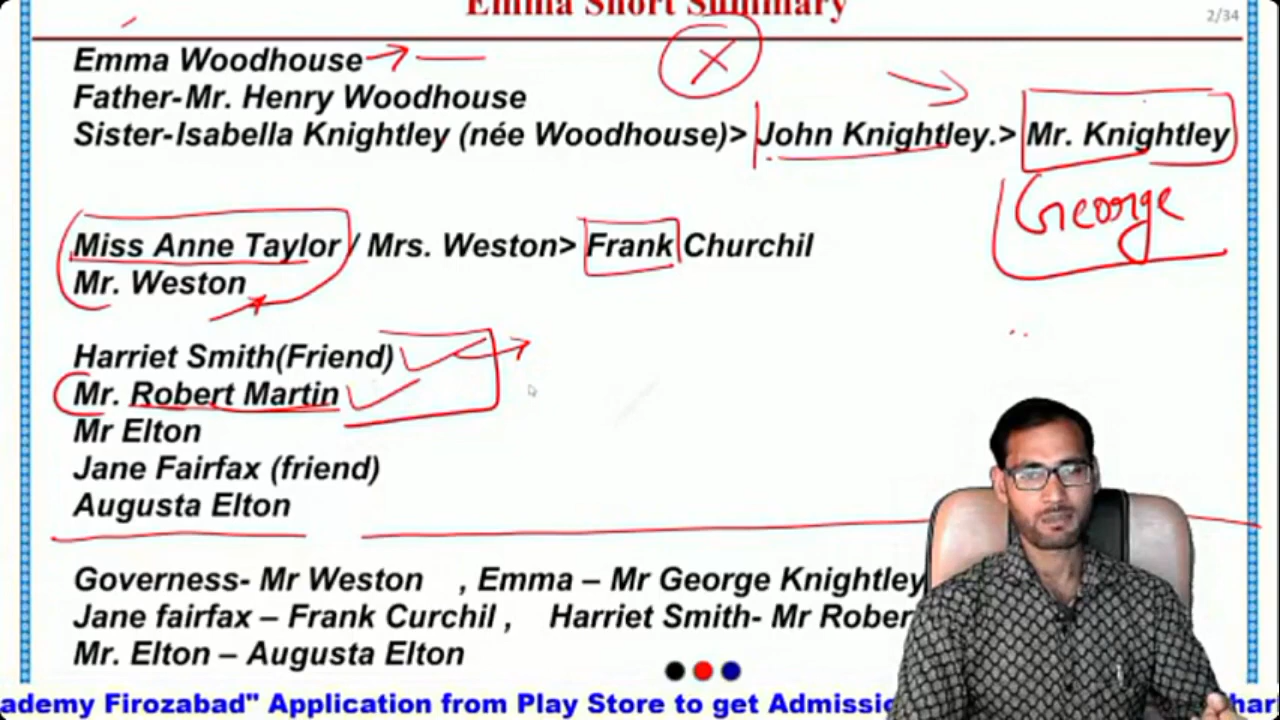 Emma Short Summary
2/34
Emma Woodhouse
Father-Mr. Henry Woodhouse
Sister-Isabella Knightley (née Woodhouse)> John Knightley.> Mr. Knightley
George
Miss Anne Taylor / Mrs. Weston> Frank Churchil
Mr. Weston
Harriet Smith(Friend)
Mr. Robert Martin
Mr Elton
Jane Fairfax (friend)
Augusta Elton
Governess- Mr Weston , Emma – Mr George Knightley
Jane fairfax – Frank Curchil , Harriet Smith- Mr Rober
Mr. Elton – Augusta Elton
ademy Firozabad" Application from Play Store to get Admissio